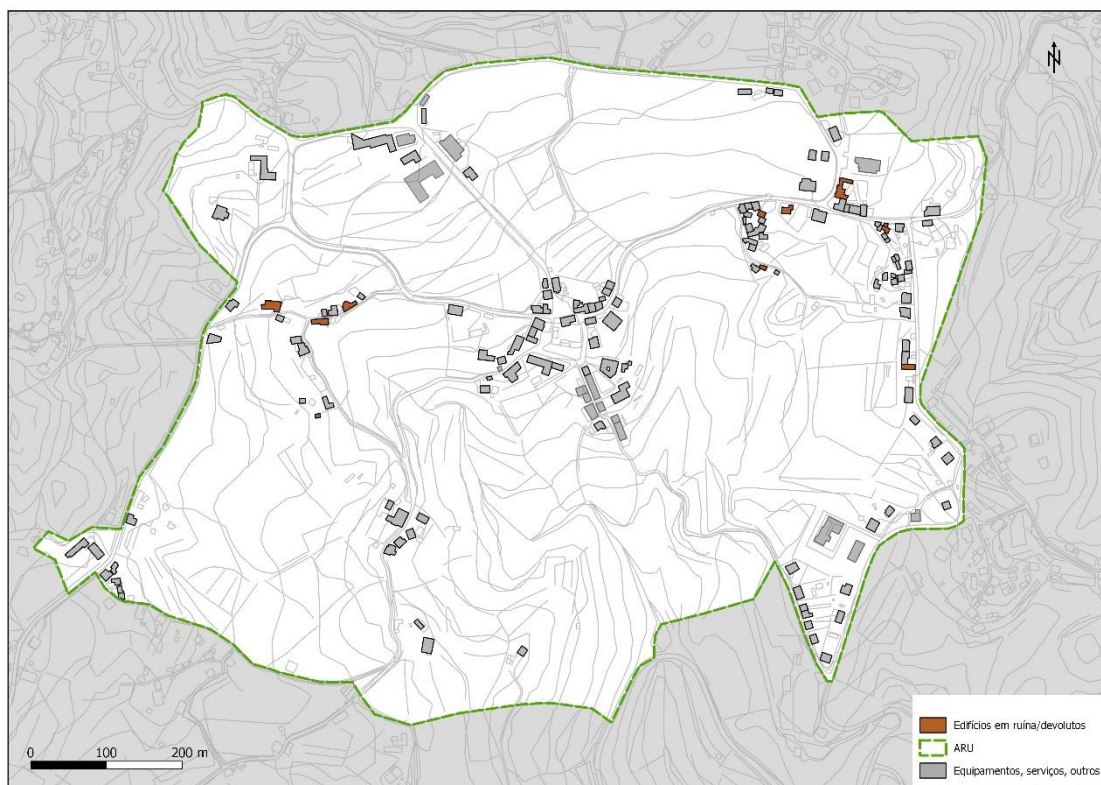 N
0 100 200 m
Edifícios em ruína/devolutos
ARU
Equipamentos, serviços, outros